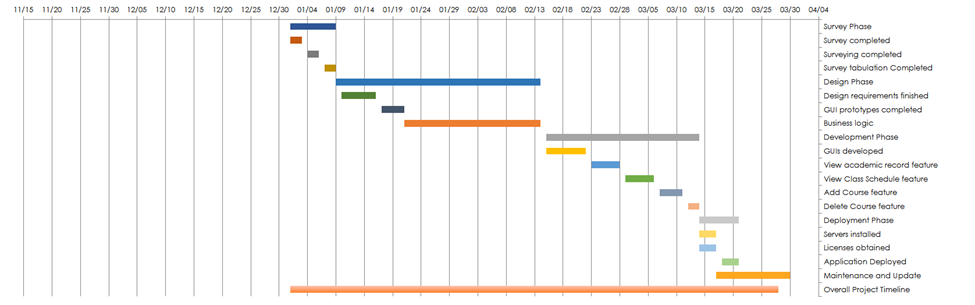 11/15 11/20 11/25 11/30 12/05 12/10 12/15 12/20 12/25 12/30 01/04 01/09 01/14 01/19 01/24 01/29 02/03 02/08 02/13 02/18 02/23 02/28 03/05 03/10 03/15 03/20 03/25 03/30 04/04
Survey Phase
Survey completed
Surveying completed
Survey tabulation Completed
Design Phase
Design requirements finished
GUI prototypes completed
Business logic
Development Phase
GUIs developed
View academic record feature
View Class Schedule feature
Add Course feature
Delete Course feature
Deployment Phase
Servers installed
Licenses obtained
Application Deployed
Maintenance and Update
Overall Project Timeline